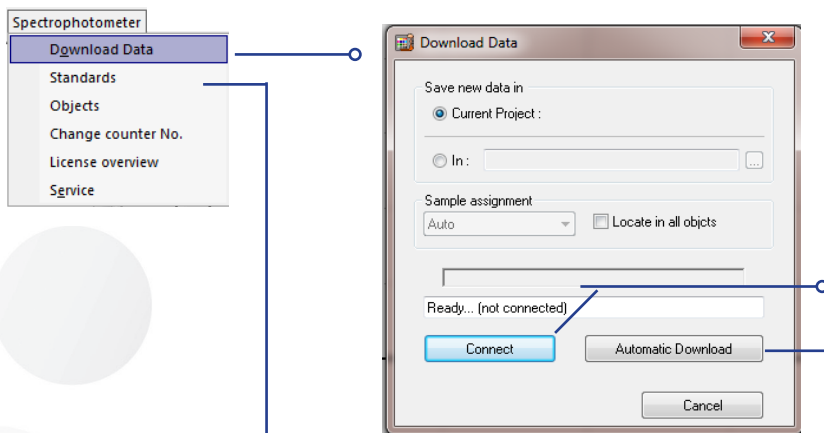 Spectrophotometer
Download Data
Standards
Objects
Change counter No.
License overview
Service
Download Data
Save new data in
Current Project :
In :
...
Sample assignment
Auto
Locate in all objcts
Ready... (not connected)
Connect
Automatic Download
Cancel